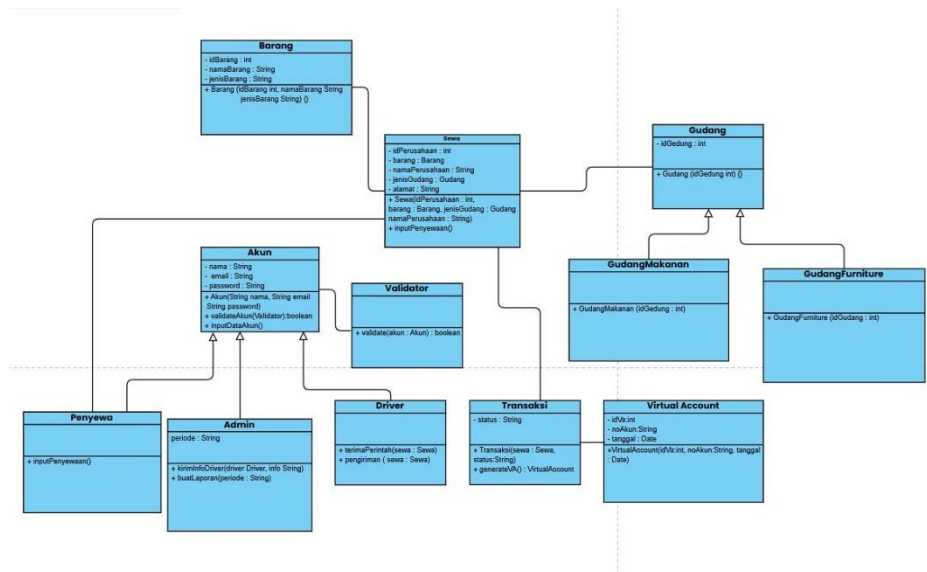 Barang
- idBarang : int
- namaBarang : String
- jenisBarang : String
+ Barang (idBarang int, namaBarang String
jenisBarang String) {}
Sewa
- idPerusahaan : int
- barang : Barang
- namaPerusahaan : String
- jenisGudang : Gudang
- alamat : String
+ Sewa(idPerusahaan : int,
barang : Barang, jenisGudang : Gudang
namaPerusahaan : String)
+ inputPenyewaan()
Gudang
- idGedung : int
+ Gudang (idGedung int) {}
Akun
- nama : String
- email : String
- password : String
+ Akun(String nama, String email
String password)
+ validateAkun(Validator):boolean
+ inputDataAkun()
Validator
+ validate(akun : Akun) : boolean
GudangMakanan
+ GudangMakanan (idGedung : int)
GudangFurniture
+ GudangFurniture (idGudang : int)
Penyewa
+ inputPenyewaan()
Admin
periode : String
+ kirimInfoDriver(driver Driver, info String)
+ buatLaporan(periode : String)
Driver
+ terimaPerintah(sewa : Sewa)
+ pengiriman ( sewa : Sewa)
Transaksi
- status : String
+ Transaksi(sewa : Sewa,
status:String)
+ generateVA() : VirtualAccount
Virtual Account
- idVa:int
- noAkun:String
- tanggal : Date
+VirtualAccount(idVa:int, noAkun:String, tanggal
: Date)